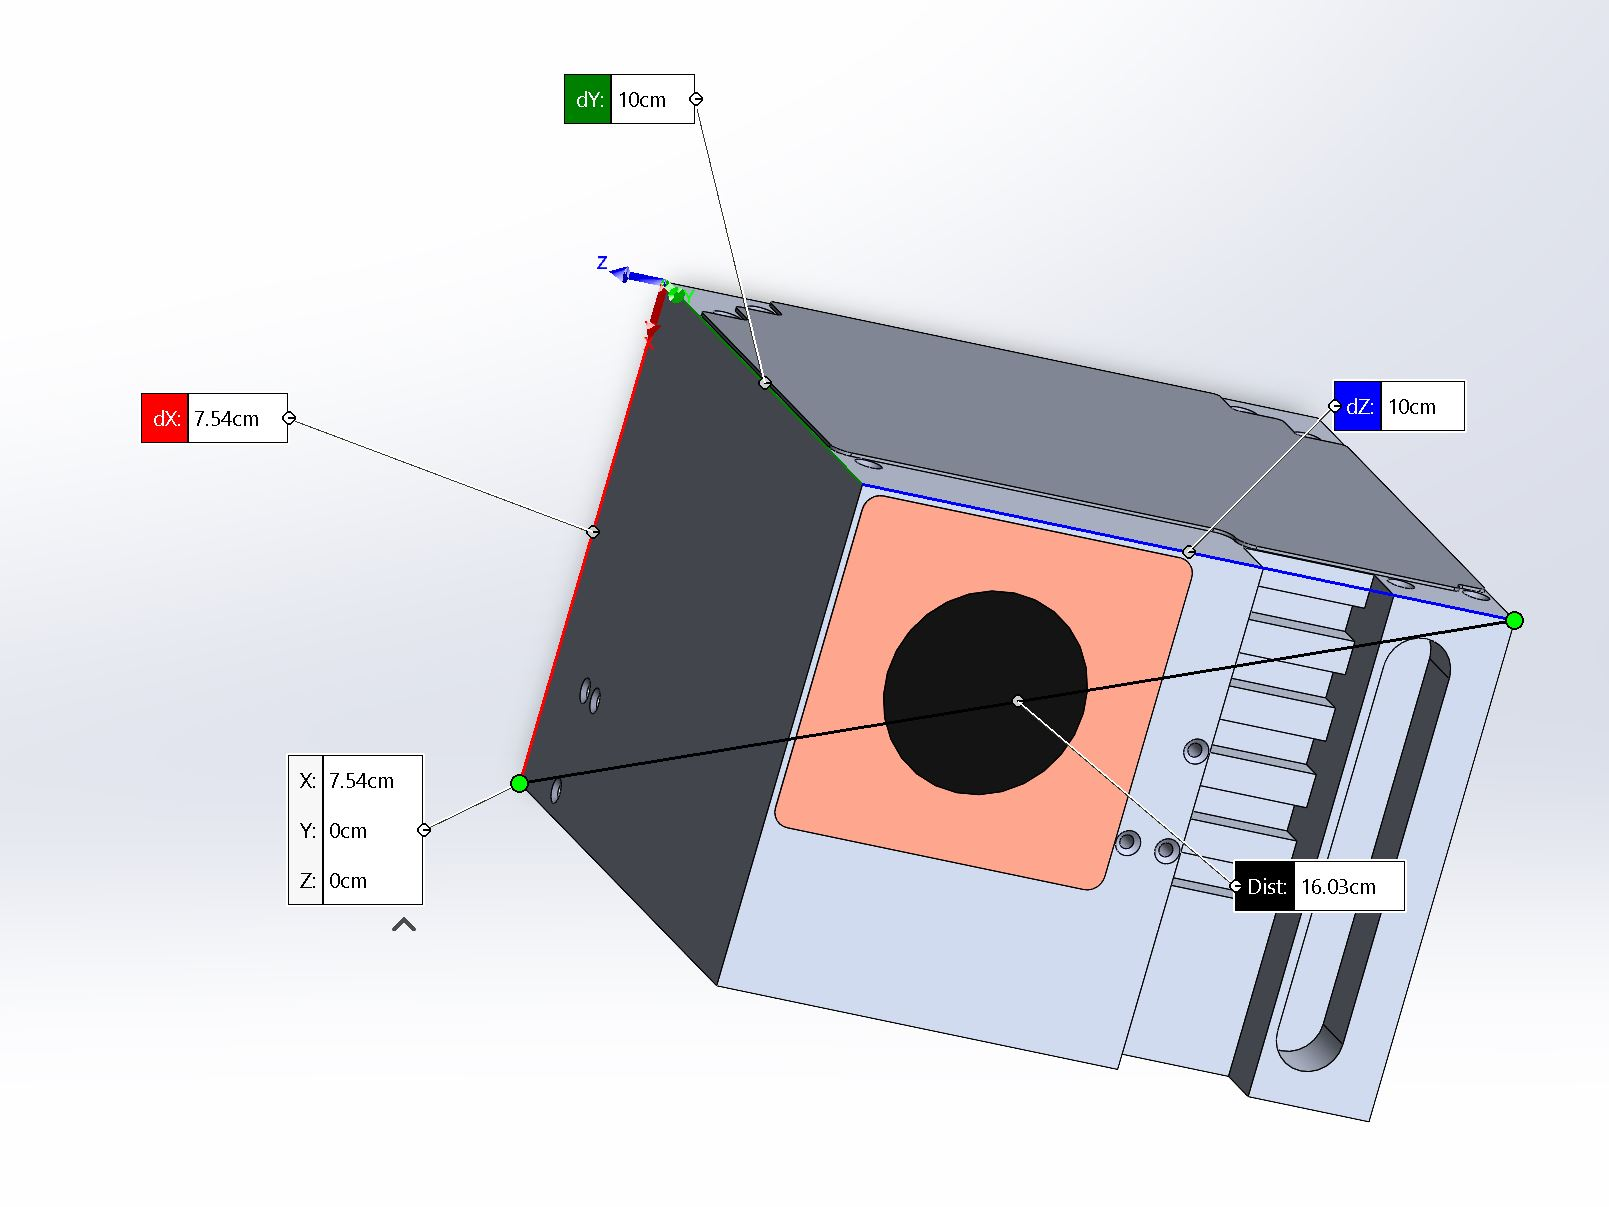 dY: 10cm
Z
Y
X
dX: 7.54cm
dZ: 10cm
X: 7.54cm
Y: 0cm
Z: 0cm
Dist: 16.03cm